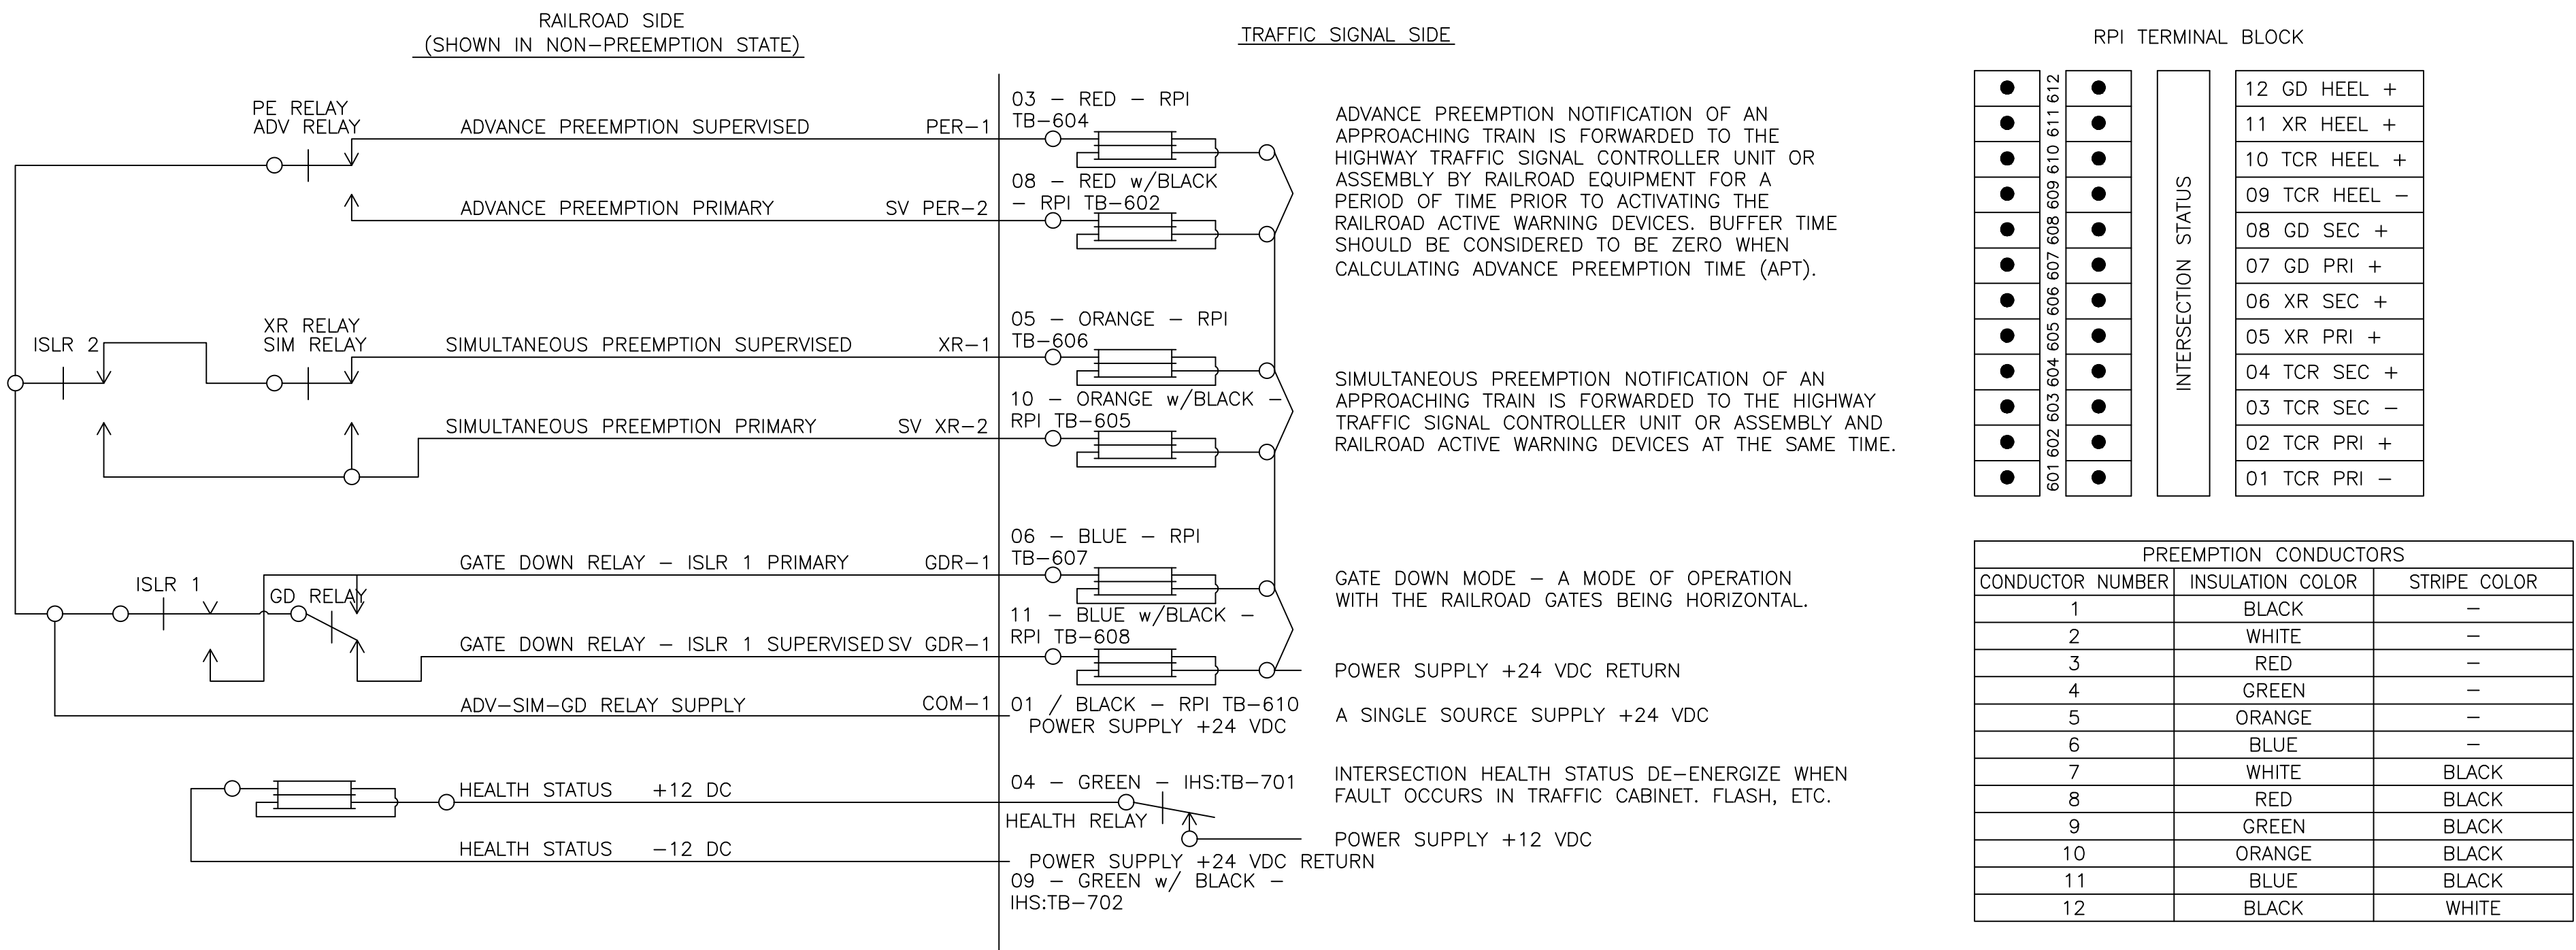 RAILROAD SIDE
(SHOWN IN NON-PREEMPTION STATE)
TRAFFIC SIGNAL SIDE
PE RELAY
ADV RELAY
ADVANCE PREEMPTION SUPERVISED
PER-1
03 - RED - RPI
TB-604
ADVANCE PREEMPTION PRIMARY
SV PER-2
08 - RED w/BLACK
- RPI TB-602
ADVANCE PREEMPTION NOTIFICATION OF AN
APPROACHING TRAIN IS FORWARDED TO THE
HIGHWAY TRAFFIC SIGNAL CONTROLLER UNIT OR
ASSEMBLY BY RAILROAD EQUIPMENT FOR A
PERIOD OF TIME PRIOR TO ACTIVATING THE
RAILROAD ACTIVE WARNING DEVICES. BUFFER TIME
SHOULD BE CONSIDERED TO BE ZERO WHEN
CALCULATING ADVANCE PREEMPTION TIME (APT).
ISLR 2
XR RELAY
SIM RELAY
SIMULTANEOUS PREEMPTION SUPERVISED
XR-1
05 - ORANGE - RPI
TB-606
SIMULTANEOUS PREEMPTION PRIMARY
SV XR-2
10 - ORANGE w/BLACK -
RPI TB-605
SIMULTANEOUS PREEMPTION NOTIFICATION OF AN
APPROACHING TRAIN IS FORWARDED TO THE HIGHWAY
TRAFFIC SIGNAL CONTROLLER UNIT OR ASSEMBLY AND
RAILROAD ACTIVE WARNING DEVICES AT THE SAME TIME.
ISLR 1
GD RELAY
GATE DOWN RELAY - ISLR 1 PRIMARY
GDR-1
06 - BLUE - RPI
TB-607
GATE DOWN RELAY - ISLR 1 SUPERVISED
SV GDR-1
11 - BLUE w/BLACK -
RPI TB-608
GATE DOWN MODE - A MODE OF OPERATION
WITH THE RAILROAD GATES BEING HORIZONTAL.
POWER SUPPLY +24 VDC RETURN
ADV-SIM-GD RELAY SUPPLY
COM-1
01 / BLACK - RPI TB-610
POWER SUPPLY +24 VDC
A SINGLE SOURCE SUPPLY +24 VDC
HEALTH STATUS +12 DC
04 - GREEN - IHS:TB-701
HEALTH RELAY
INTERSECTION HEALTH STATUS DE-ENERGIZE WHEN
FAULT OCCURS IN TRAFFIC CABINET. FLASH, ETC.
POWER SUPPLY +12 VDC
HEALTH STATUS -12 DC
POWER SUPPLY +24 VDC RETURN
09 - GREEN w/ BLACK -
IHS:TB-702
RPI TERMINAL BLOCK
601 602 603 604 605 606 607 608 609 610 611 612
INTERSECTION STATUS
12 GD HEEL +
11 XR HEEL +
10 TCR HEEL +
09 TCR HEEL -
08 GD SEC +
07 GD PRI +
06 XR SEC +
05 XR PRI +
04 TCR SEC +
03 TCR SEC -
02 TCR PRI +
01 TCR PRI -
PREEMPTION CONDUCTORS
CONDUCTOR NUMBER INSULATION COLOR STRIPE COLOR
1 BLACK -
2 WHITE -
3 RED -
4 GREEN -
5 ORANGE -
6 BLUE -
7 WHITE BLACK
8 RED BLACK
9 GREEN BLACK
10 ORANGE BLACK
11 BLUE BLACK
12 BLACK WHITE